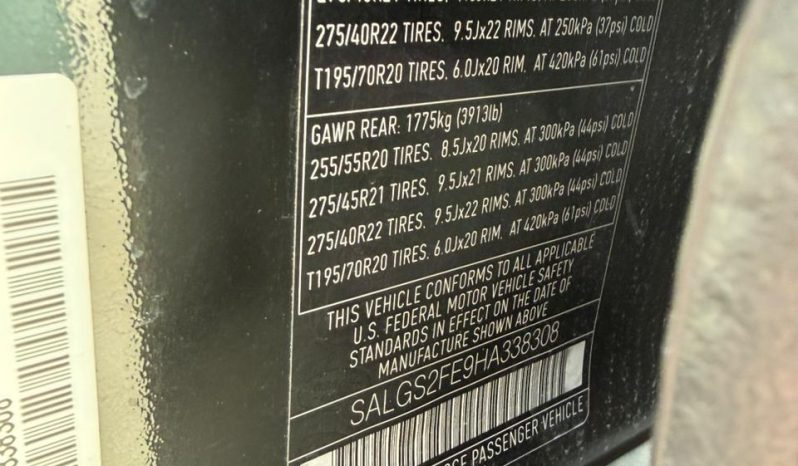 275/40R22 TIRES. 9.5Jx22 RIMS. AT 250kPa (37psi) COLD
T195/70R20 TIRES. 6.0Jx20 RIM. AT 420kPa (61psi) COLD
GAWR REAR: 1775kg (3913lb)
255/55R20 TIRES. 8.5Jx20 RIMS. AT 300kPa (44psi) COLD
275/45R21 TIRES. 9.5Jx21 RIMS. AT 300kPa (44psi) COLD
275/40R22 TIRES. 9.5Jx22 RIMS. AT 300kPa (44psi) COLD
T195/70R20 TIRES. 6.0Jx20 RIM. AT 420kPa (61psi) COLD
THIS VEHICLE CONFORMS TO ALL APPLICABLE
U.S. FEDERAL MOTOR VEHICLE SAFETY
STANDARDS IN EFFECT ON THE DATE OF
MANUFACTURE SHOWN ABOVE
SALGS2FE9HA338308
PASSENGER VEHICLE